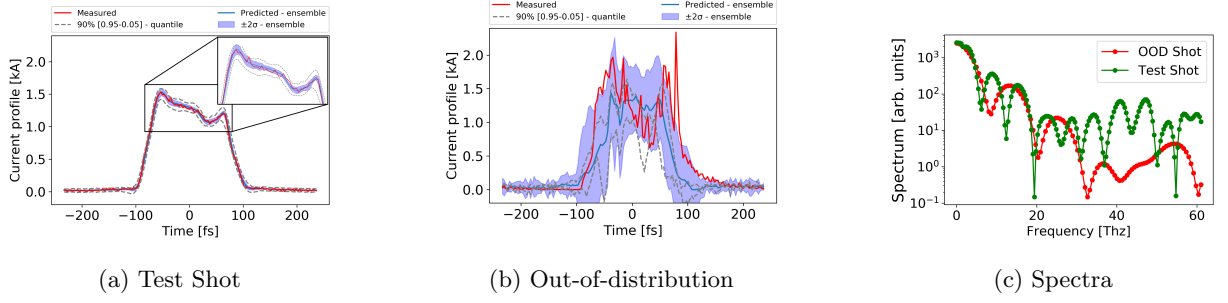 Measured
90% [0.95-0.05] - quantile
Predicted - ensemble
±2σ - ensemble
Current profile [kA]
2.0
1.5
1.0
0.5
0.0
−200
−100
0
100
200
Time [fs]
(a) Test Shot
Measured
90% [0.95-0.05] - quantile
Predicted - ensemble
±2σ - ensemble
Current profile [kA]
2.0
1.5
1.0
0.5
0.0
−200
−100
0
100
200
Time [fs]
(b) Out-of-distribution
OOD Shot
Test Shot
Spectrum [arb. units]
10³
10²
10¹
10⁰
10⁻¹
0
20
40
60
Frequency [Thz]
(c) Spectra